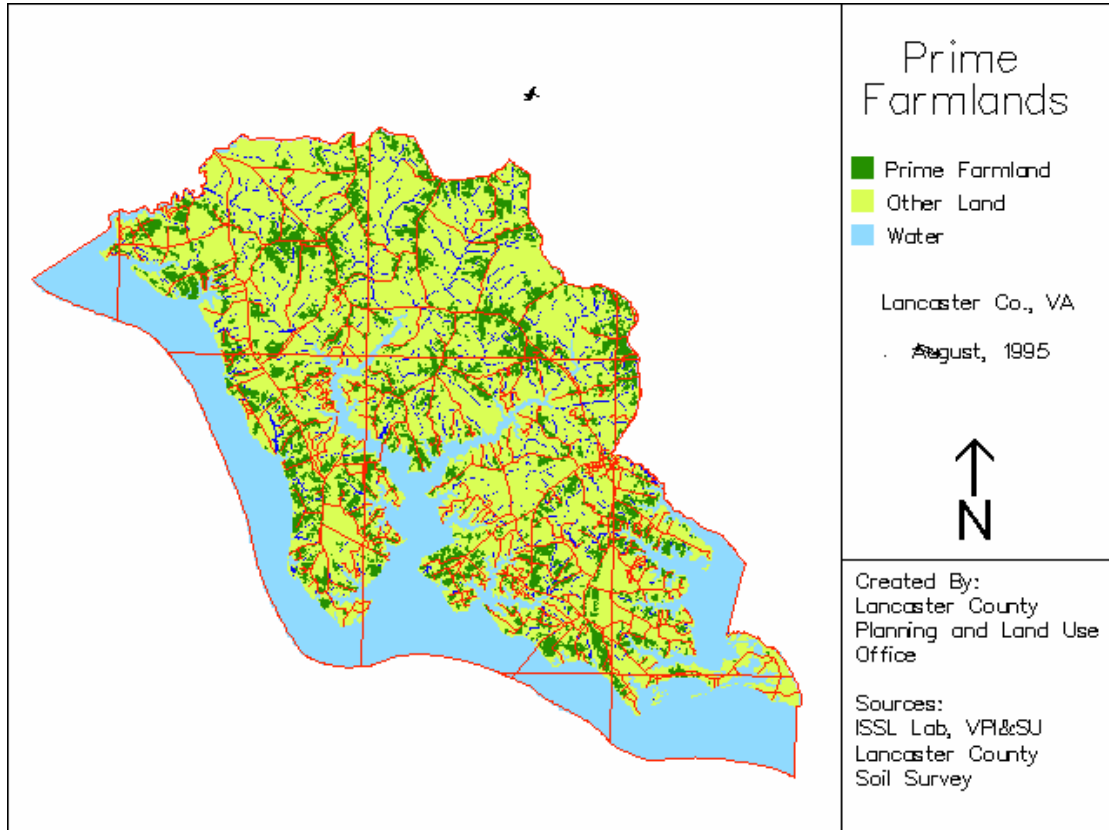 Prime
Farmlands
Prime Farmland
Other Land
Water
Lancaster Co., VA
August, 1995
N
Created By:
Lancaster County
Planning and Land Use
Office
Sources:
ISSL Lab, VPI&SU
Lancaster County
Soil Survey